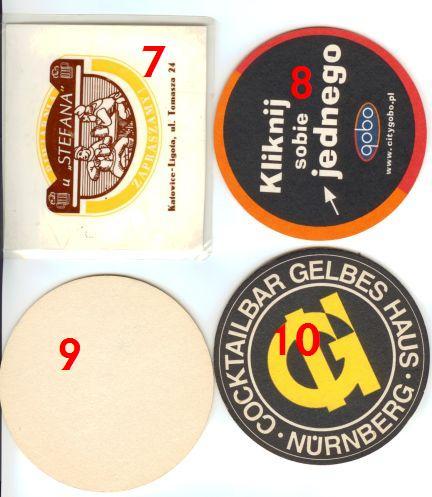 7
u "STEFANA"
ZAPRASZAMY
Katowice-Ligota, ul. Tomasza 24
8
Kliknij
sobie
jednego
gobo
www.citygobo.pl
9
10
COCKTAILBAR GELBES HAUS
· NÜRNBERG ·